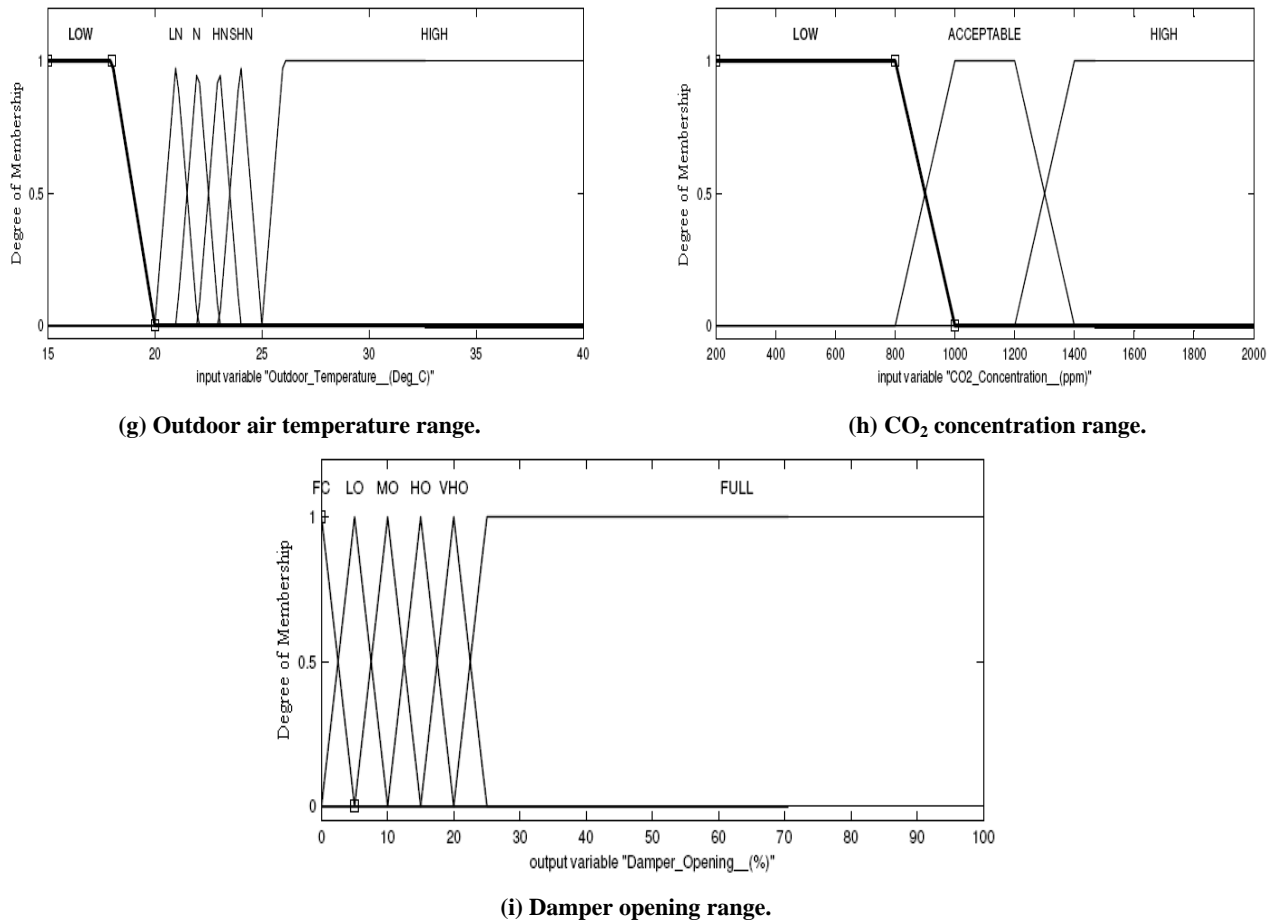 LOW LN N HN SHN HIGH
1
0.5
0
Degree of Membership
15 20 25 30 35 40
input variable "Outdoor_Temperature__(Deg_C)"
(g) Outdoor air temperature range.
LOW ACCEPTABLE HIGH
1
0.5
0
Degree of Membership
200 400 600 800 1000 1200 1400 1600 1800 2000
input variable "CO2_Concentration__(ppm)"
(h) CO₂ concentration range.
FC LO MO HO VHO FULL
1
0.5
0
Degree of Membership
0 10 20 30 40 50 60 70 80 90 100
output variable "Damper_Opening__(%)"
(i) Damper opening range.